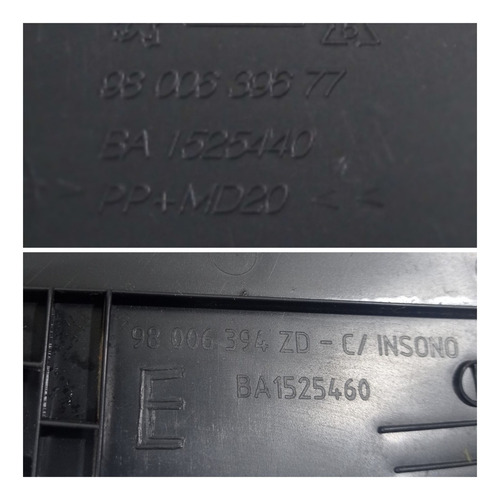 98 006 396 77
BA 1525440
PP+MD20 < <
98 006 394 ZD - C/ INSONO
E
BA1525460